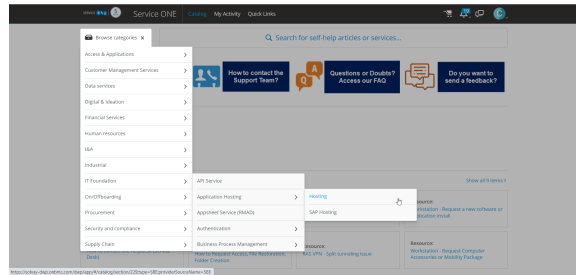 Service ONE
Catalog My Activity Quick Links
Browse categories x
Search for self-help articles or services...
Access & Applications
Customer Management Services
Data services
Digital & Ideation
Financial Services
Human resources
I&A
Industrial
IT Foundation
On/Offboarding
Procurement
Security and compliance
Supply Chain
How to contact the
Support Team?
Q A
Questions or Doubts?
Access our FAQ
Do you want to
send a feedback?
Show all 9 items >
API Service
Application Hosting
Appsheet Service (RMAD)
Authentication
Business Process Management
Hosting
SAP Hosting
Desk)
How to Request Access, File Restoration,
Folder Creation
Resource:
RAS VPN - Split tunneling issue
Resource:
Workstation - Request a new software or
application install
Resource:
Workstation - Request Computer
Accessories or Mobility Package